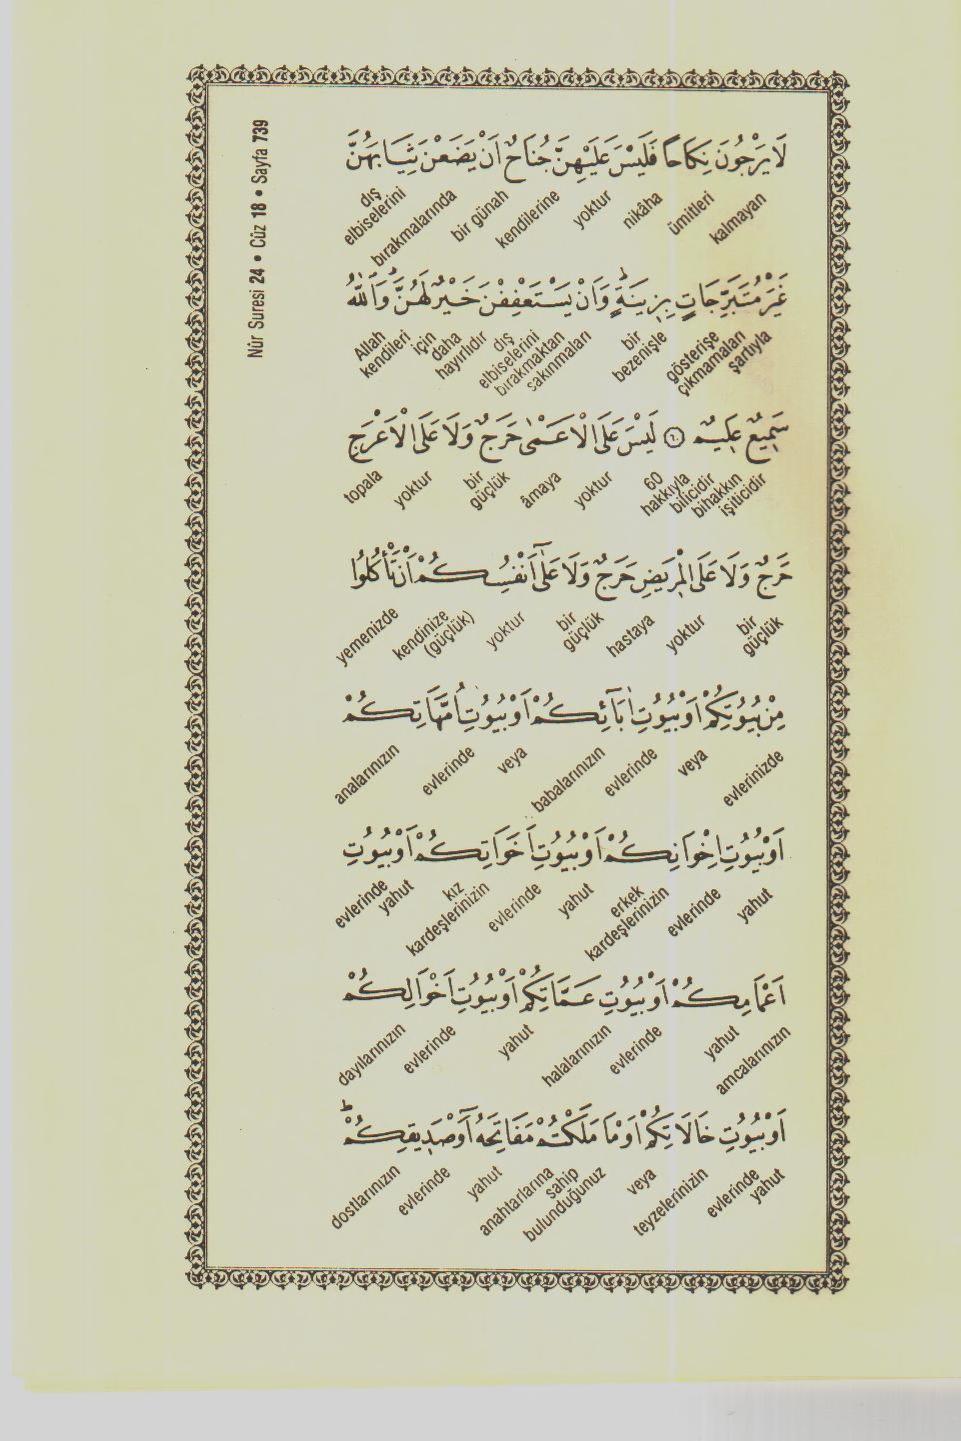 Nûr Suresi 24 • Cüz 18 • Sayfa 739
لَا يَرْجُونَ نِكَاحًا فَلَيْسَ عَلَيْهِنَّ جُنَاحٌ اَنْ يَضَعْنَ ثِيَابَهُنَّ
kalmayan ümitleri nikâha yoktur kendilerine bir günah bırakmalarında dış elbiselerini
غَيْرَ مُتَبَرِّجَاتٍ بِزِينَةٍ وَاَنْ يَسْتَعْفِفْنَ خَيْرٌ لَهُنَّ وَاللّٰهُ
gösterişe çıkmamaları şartıyla bir bezenişle dış elbiselerini bırakmaktan sakınmaları daha hayırlıdır kendileri için Allah
سَمِيعٌ عَلِيمٌ ﴿٦٠﴾ لَيْسَ عَلَى الْاَعْمٰى حَرَجٌ وَلَا عَلَى الْاَعْرَجِ
bihakkın işiticidir hakkıyla bilicidir 60 yoktur âmaya bir güçlük yoktur topala
حَرَجٌ وَلَا عَلَى الْمَرِيضِ حَرَجٌ وَلَا عَلٰٓى اَنْفُسِكُمْ اَنْ تَأْكُلُوا
bir güçlük yoktur hastaya bir güçlük yoktur kendinize (güçlük) yemenizde
مِنْ بُيُوتِكُمْ اَوْ بُيُوتِ اٰبَآئِكُمْ اَوْ بُيُوتِ اُمَّهَاتِكُمْ
evlerinizde veya evlerinde babalarınızın veya evlerinde analarınızın
اَوْ بُيُوتِ اِخْوَانِكُمْ اَوْ بُيُوتِ اَخَوَاتِكُمْ اَوْ بُيُوتِ
yahut evlerinde erkek kardeşlerinizin yahut evlerinde kız kardeşlerinizin yahut evlerinde
اَعْمَامِكُمْ اَوْ بُيُوتِ عَمَّاتِكُمْ اَوْ بُيُوتِ اَخْوَالِكُمْ
amcalarınızın yahut evlerinde halalarınızın yahut evlerinde dayılarınızın
اَوْ بُيُوتِ خَالَاتِكُمْ اَوْ مَا مَلَكْتُمْ مَفَاتِحَهُٓ اَوْ صَدِيقِكُمْ
yahut evlerinde teyzelerinizin veya anahtarlarına sahip bulunduğunuz yahut evlerinde dostlarınızın